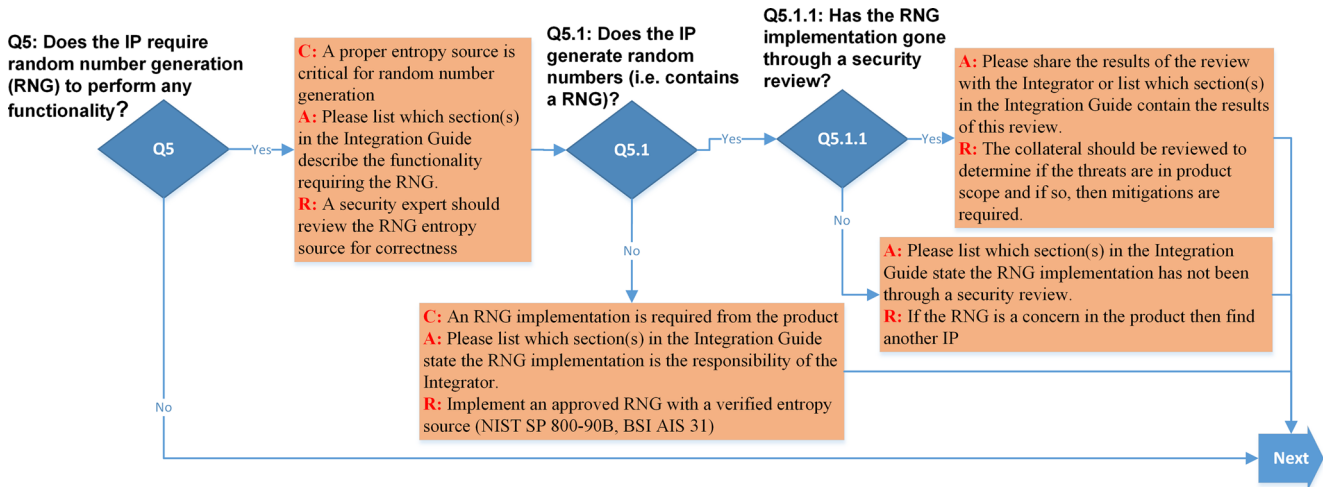 Q5: Does the IP require
random number generation
(RNG) to perform any
functionality?
Q5
Yes
No
C: A proper entropy source is
critical for random number
generation
A: Please list which section(s)
in the Integration Guide
describe the functionality
requiring the RNG.
R: A security expert should
review the RNG entropy
source for correctness
Q5.1: Does the IP
generate random
numbers (i.e. contains
a RNG)?
Q5.1
Yes
No
C: An RNG implementation is required from the product
A: Please list which section(s) in the Integration Guide
state the RNG implementation is the responsibility of the
Integrator.
R: Implement an approved RNG with a verified entropy
source (NIST SP 800-90B, BSI AIS 31)
Q5.1.1: Has the RNG
implementation gone
through a security
review?
Q5.1.1
Yes
No
A: Please share the results of the review
with the Integrator or list which section(s)
in the Integration Guide contain the results
of this review.
R: The collateral should be reviewed to
determine if the threats are in product
scope and if so, then mitigations are
required.
A: Please list which section(s) in the Integration
Guide state the RNG implementation has not been
through a security review.
R: If the RNG is a concern in the product then find
another IP
Next